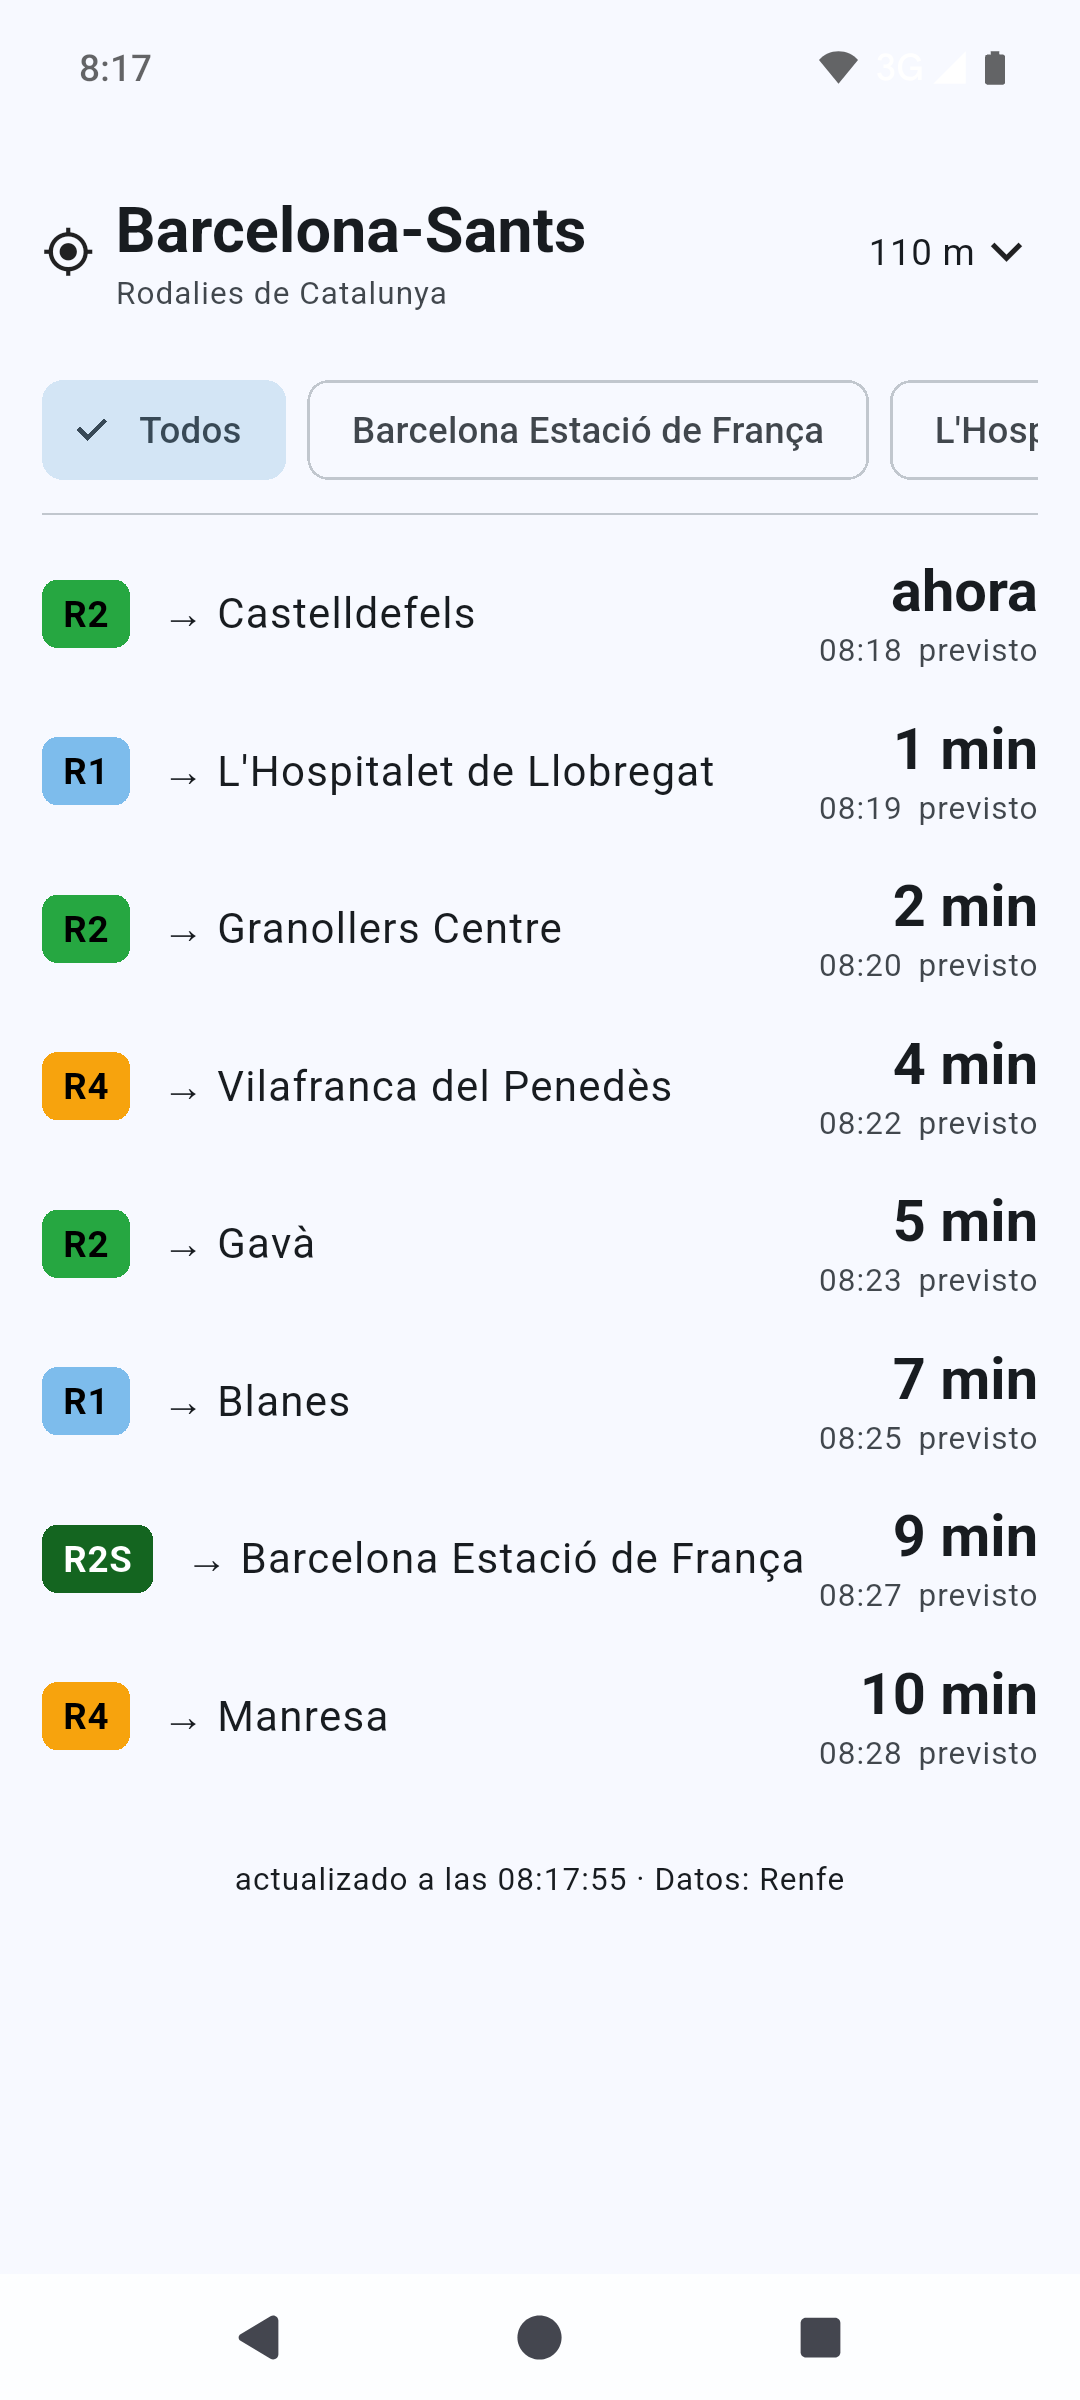 8:17
3G
Barcelona-Sants
Rodalies de Catalunya
110 m
Todos
Barcelona Estació de França
L'Hosp
R2 → Castelldefels ahora
08:18 previsto
R1 → L'Hospitalet de Llobregat 1 min
08:19 previsto
R2 → Granollers Centre 2 min
08:20 previsto
R4 → Vilafranca del Penedès 4 min
08:22 previsto
R2 → Gavà 5 min
08:23 previsto
R1 → Blanes 7 min
08:25 previsto
R2S → Barcelona Estació de França 9 min
08:27 previsto
R4 → Manresa 10 min
08:28 previsto
actualizado a las 08:17:55 · Datos: Renfe